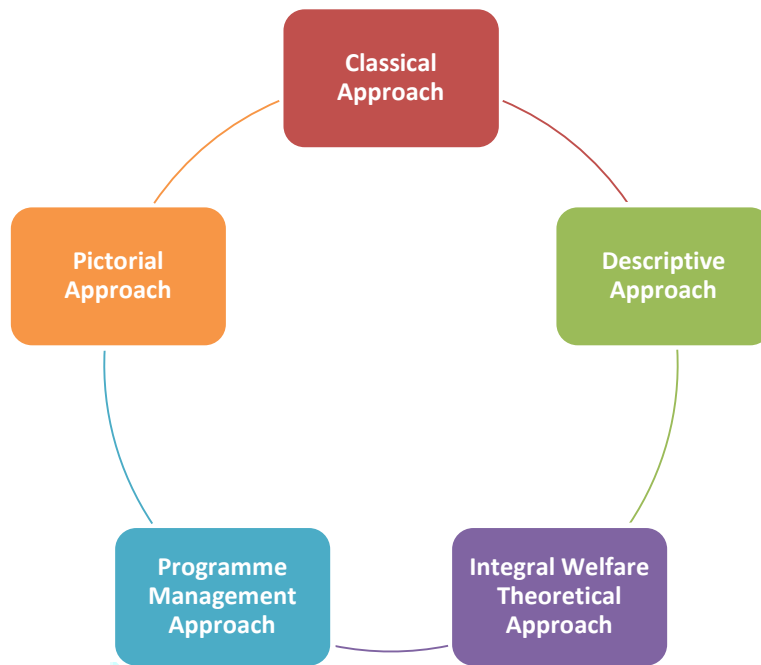 Classical
Approach
Descriptive
Approach
Integral Welfare
Theoretical
Approach
Programme
Management
Approach
Pictorial
Approach